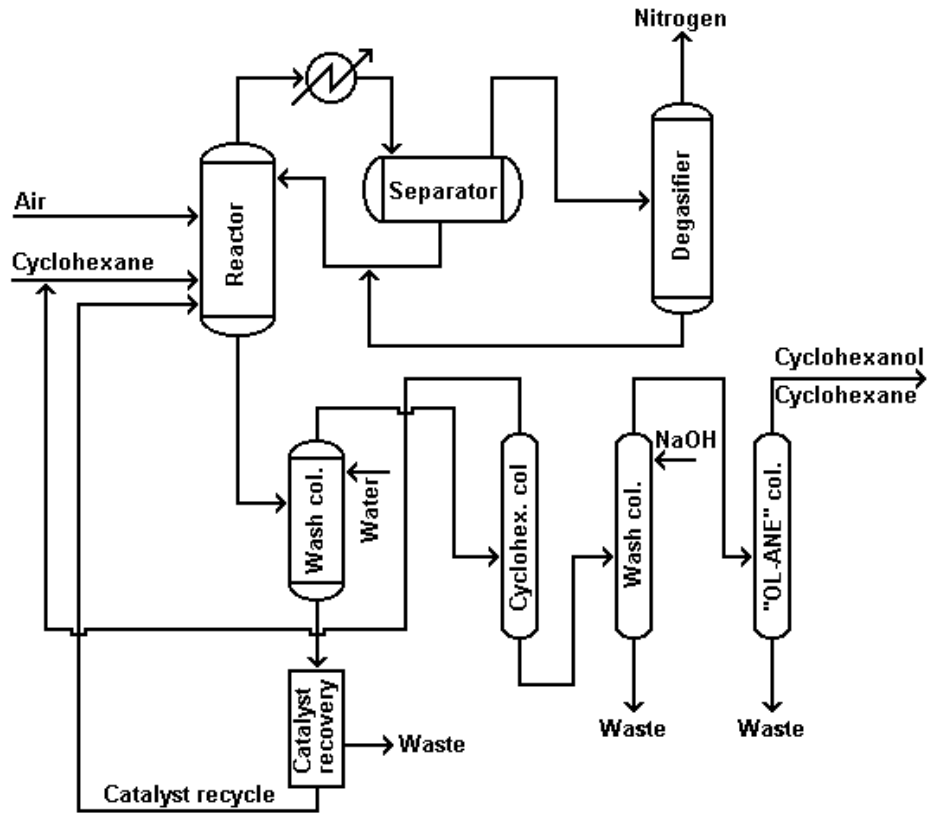 Nitrogen
Separator
Degasifier
Air
Reactor
Cyclohexane
Cyclohexanol
Cyclohexane
NaOH
Wash col.
Water
Cyclohex. col
Wash col.
"OL-ANE" col.
Catalyst
recovery
Waste
Waste
Waste
Catalyst recycle